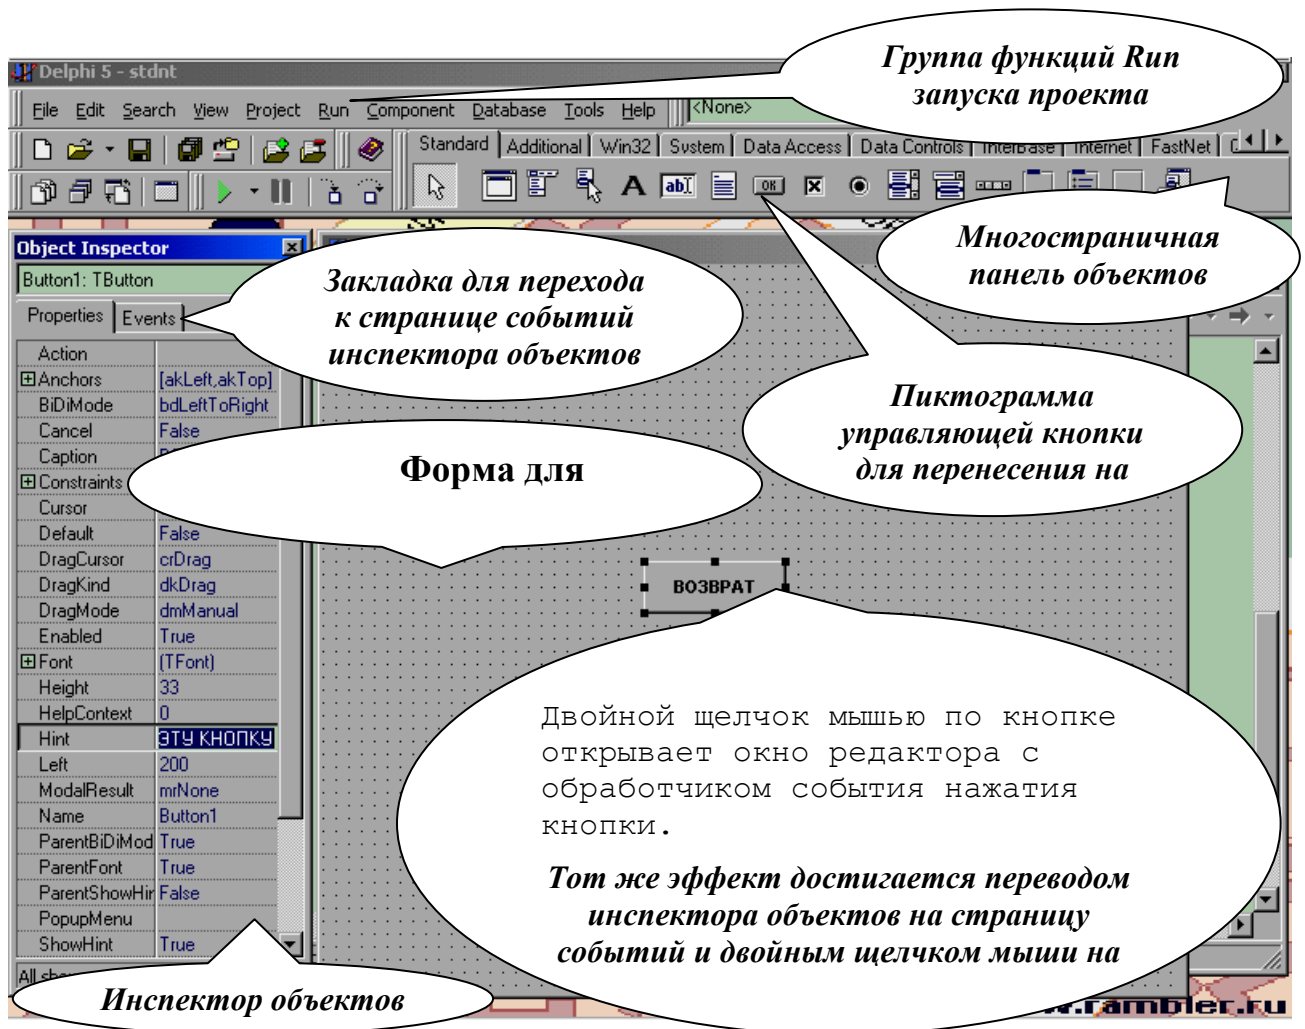 Группа функций Run
запуска проекта
Delphi 5 - stdnt
File Edit Search View Project Run Component Database Tools Help <None>
Standard Additional Win32 System Data Access Data Controls InterBase Internet FastNet
Многостраничная
панель объектов
Object Inspector
Button1: TButton
Properties Events
Закладка для перехода
к странице событий
инспектора объектов
Action
Anchors [akLeft,akTop]
BiDiMode bdLeftToRight
Cancel False
Caption
Constraints
Cursor
Default False
DragCursor crDrag
DragKind dkDrag
DragMode dmManual
Enabled True
Font (TFont)
Height 33
HelpContext 0
Hint ЭТУ КНОПКУ
Left 200
ModalResult mrNone
Name Button1
ParentBiDiMod True
ParentFont True
ParentShowHir False
PopupMenu
ShowHint True
Пиктограмма
управляющей кнопки
для перенесения на
Форма для
ВОЗВРАТ
Двойной щелчок мышью по кнопке
открывает окно редактора с
обработчиком события нажатия
кнопки.
Тот же эффект достигается переводом
инспектора объектов на страницу
событий и двойным щелчком мыши на
Инспектор объектов
w.rambler.ru